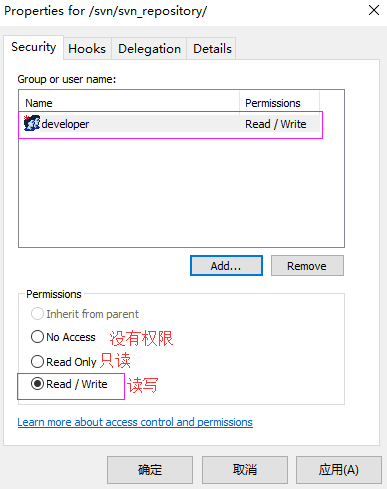 Properties for /svn/svn_repository/
Security Hooks Delegation Details
Group or user name:
Name Permissions
developer Read / Write
Add... Remove
Permissions
Inherit from parent
No Access 没有权限
Read Only 只读
Read / Write 读写
Learn more about access control and permissions
确定 取消 应用(A)